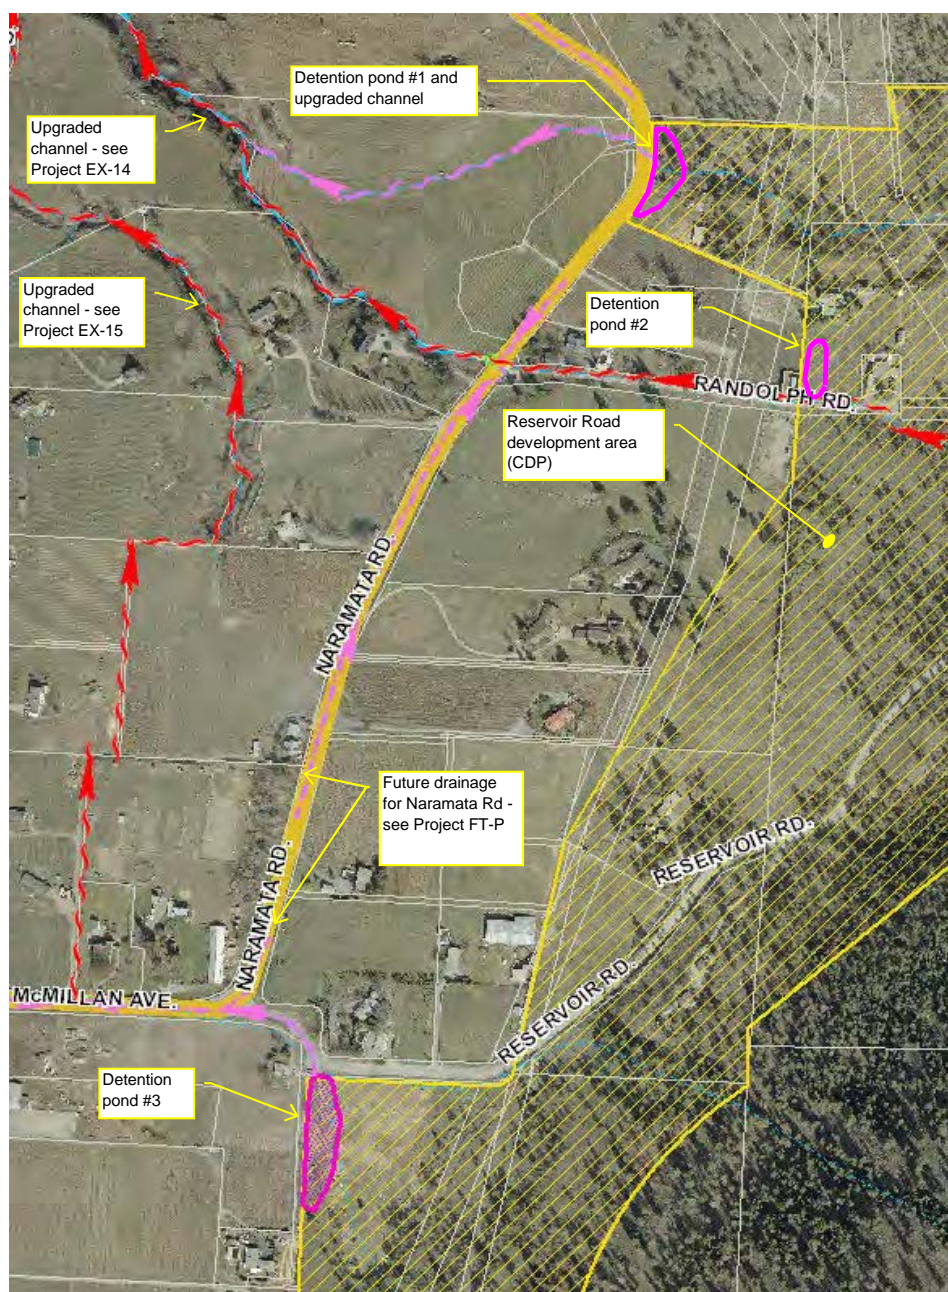 Detention pond #1 and
upgraded channel
Upgraded
channel - see
Project EX-14
Upgraded
channel - see
Project EX-15
Detention
pond #2
RANDOLPH RD.
Reservoir Road
development area
(CDP)
NARAMATA RD.
Future drainage
for Naramata Rd -
see Project FT-P
RESERVOIR RD.
NARAMATA RD.
McMILLAN AVE.
RESERVOIR RD.
Detention
pond #3